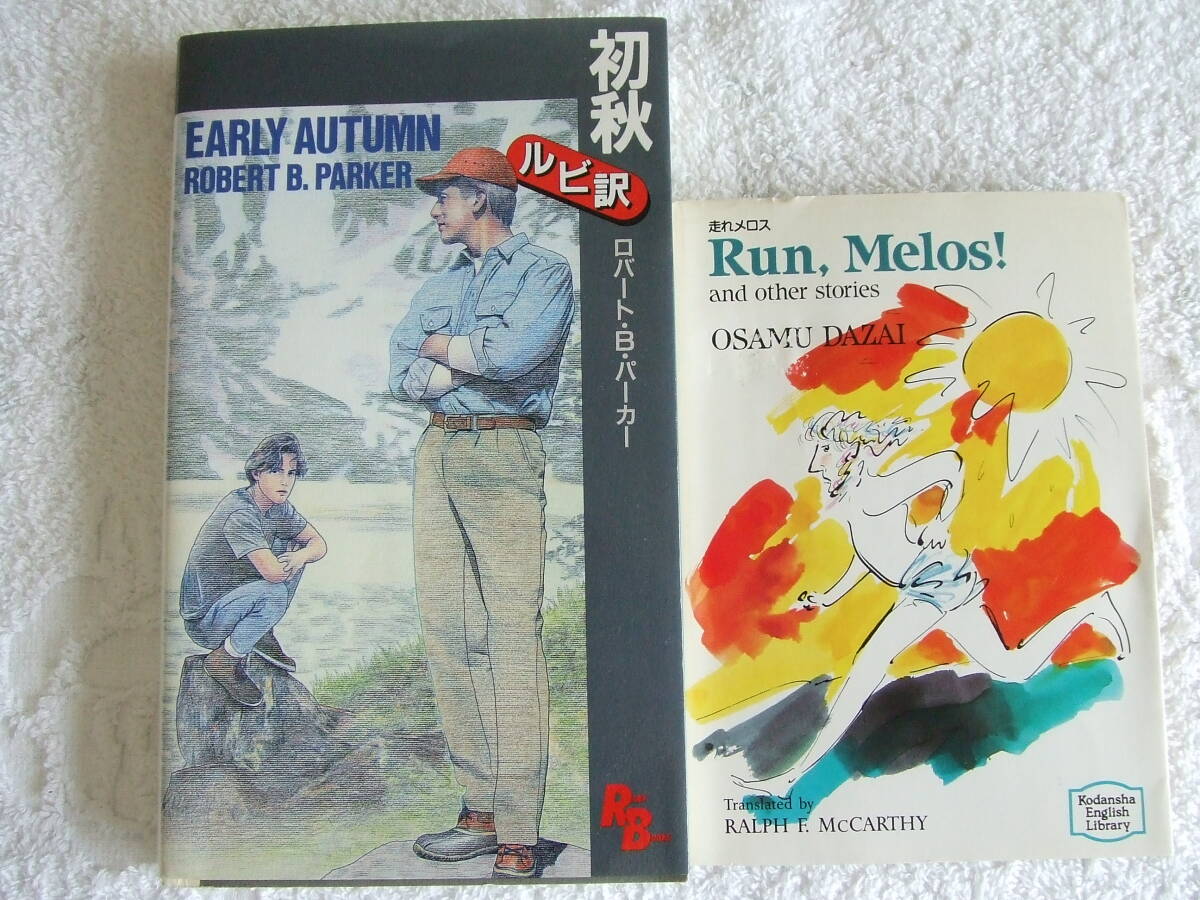 初秋
EARLY AUTUMN
ROBERT B. PARKER
ルビ訳
ロバート・B・パーカー
走れメロス
Run, Melos!
and other stories
OSAMU DAZAI
Translated by
RALPH F. McCARTHY
Kodansha
English
Library